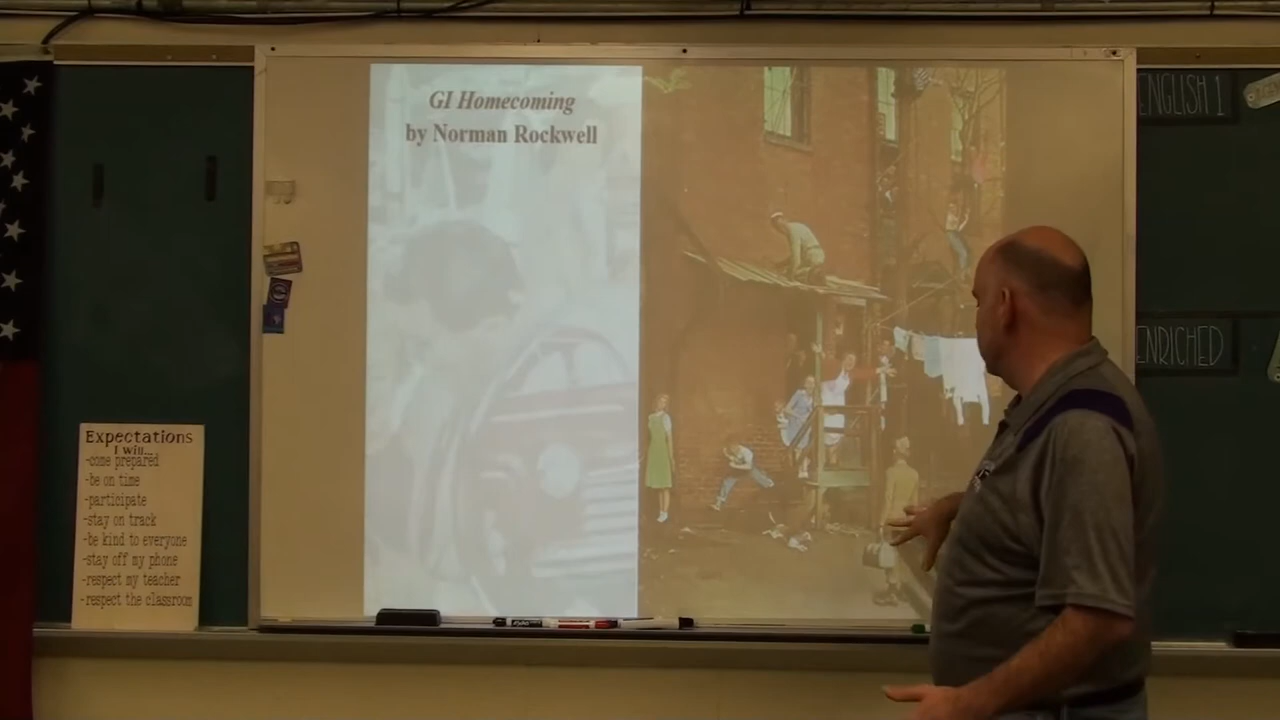 GI Homecoming
by Norman Rockwell
ENGLISH 1
ENRICHED
Expectations
I will...
-come prepared
-be on time
-participate
-stay on track
-be kind to everyone
-stay off my phone
-respect my teacher
-respect the classroom